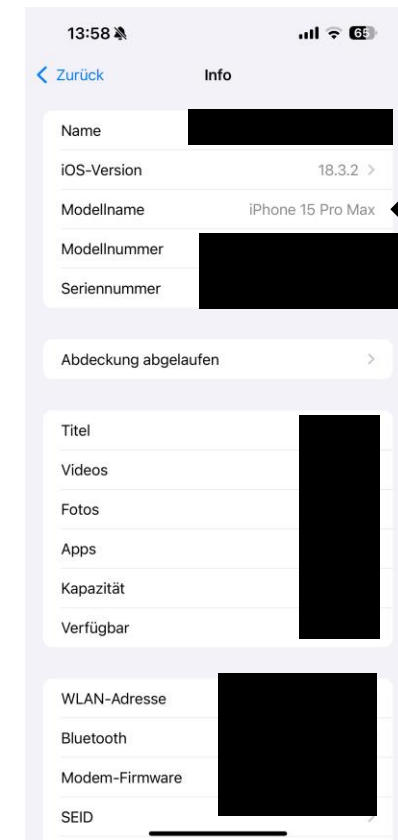 13:58
65
Zurück
Info
Name
iOS-Version 18.3.2
Modellname iPhone 15 Pro Max
Modellnummer
Seriennummer
Abdeckung abgelaufen
Titel
Videos
Fotos
Apps
Kapazität
Verfügbar
WLAN-Adresse
Bluetooth
Modem-Firmware
SEID